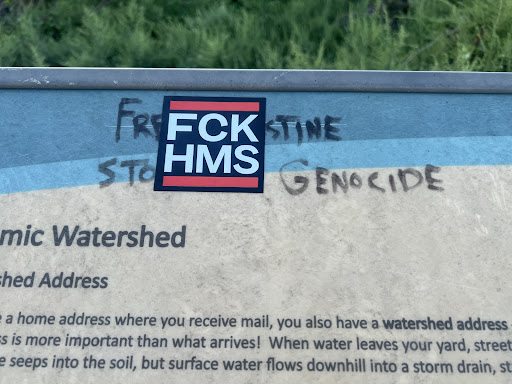 FRE STINE
STO GENOCIDE
FCK
HMS
mic Watershed
shed Address
e a home address where you receive mail, you also have a watershed address
ss is more important than what arrives! When water leaves your yard, street
e seeps into the soil, but surface water flows downhill into a storm drain, st